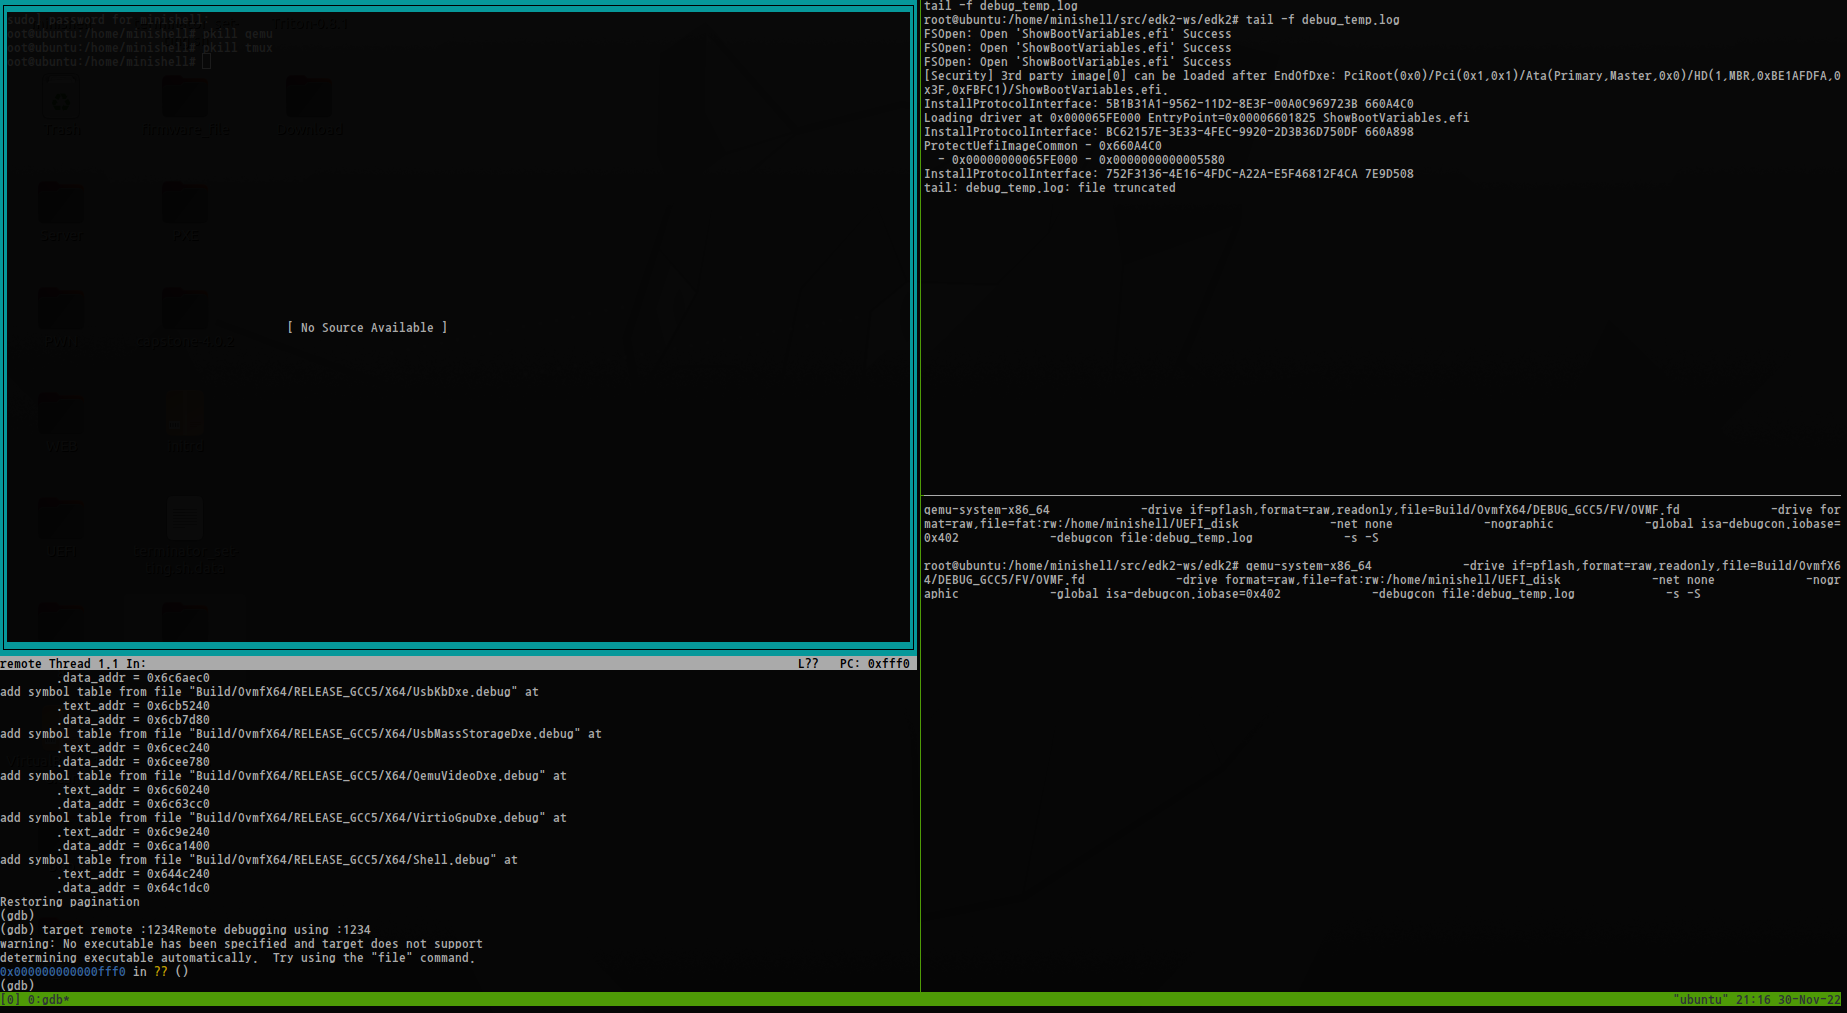 sudo] password for minishell:
oot@ubuntu:/home/minishell# pkill qemu
oot@ubuntu:/home/minishell# pkill tmux
oot@ubuntu:/home/minishell#
Trash
firmware_file
Download
[ No Source Available ]
remote Thread 1.1 In: L?? PC: 0xfff0
.data_addr = 0x6c6aec0
add symbol table from file "Build/OvmfX64/RELEASE_GCC5/X64/UsbKbDxe.debug" at
.text_addr = 0x6cb5240
.data_addr = 0x6cb7d80
add symbol table from file "Build/OvmfX64/RELEASE_GCC5/X64/UsbMassStorageDxe.debug" at
.text_addr = 0x6cec240
.data_addr = 0x6cee780
add symbol table from file "Build/OvmfX64/RELEASE_GCC5/X64/QemuVideoDxe.debug" at
.text_addr = 0x6c60240
.data_addr = 0x6c63cc0
add symbol table from file "Build/OvmfX64/RELEASE_GCC5/X64/VirtioGpuDxe.debug" at
.text_addr = 0x6c9e240
.data_addr = 0x6ca1400
add symbol table from file "Build/OvmfX64/RELEASE_GCC5/X64/Shell.debug" at
.text_addr = 0x644c240
.data_addr = 0x64c1dc0
Restoring pagination
(gdb)
(gdb) target remote :1234Remote debugging using :1234
warning: No executable has been specified and target does not support
determining executable automatically.  Try using the "file" command.
0x000000000000fff0 in ?? ()
(gdb)
tail -f debug_temp.log
root@ubuntu:/home/minishell/src/edk2-ws/edk2# tail -f debug_temp.log
FSOpen: Open 'ShowBootVariables.efi' Success
FSOpen: Open 'ShowBootVariables.efi' Success
FSOpen: Open 'ShowBootVariables.efi' Success
[Security] 3rd party image[0] can be loaded after EndOfDxe: PciRoot(0x0)/Pci(0x1,0x1)/Ata(Primary,Master,0x0)/HD(1,MBR,0xBE1AFDFA,0
x3F,0xFBFC1)/ShowBootVariables.efi.
InstallProtocolInterface: 5B1B31A1-9562-11D2-8E3F-00A0C969723B 660A4C0
Loading driver at 0x000065FE000 EntryPoint=0x00006601825 ShowBootVariables.efi
InstallProtocolInterface: BC62157E-3E33-4FEC-9920-2D3B36D750DF 660A898
ProtectUefiImageCommon - 0x660A4C0
- 0x00000000065FE000 - 0x0000000000005580
InstallProtocolInterface: 752F3136-4E16-4FDC-A22A-E5F46812F4CA 7E9D508
tail: debug_temp.log: file truncated
qemu-system-x86_64 -drive if=pflash,format=raw,readonly,file=Build/OvmfX64/DEBUG_GCC5/FV/OVMF.fd -drive for
mat=raw,file=fat:rw:/home/minishell/UEFI_disk -net none -nographic -global isa-debugcon.iobase=
0x402 -debugcon file:debug_temp.log -s -S
root@ubuntu:/home/minishell/src/edk2-ws/edk2# qemu-system-x86_64 -drive if=pflash,format=raw,readonly,file=Build/OvmfX6
4/DEBUG_GCC5/FV/OVMF.fd -drive format=raw,file=fat:rw:/home/minishell/UEFI_disk -net none -nogr
aphic -global isa-debugcon.iobase=0x402 -debugcon file:debug_temp.log -s -S
[0] 0:gdb* "ubuntu" 21:16 30-Nov-22